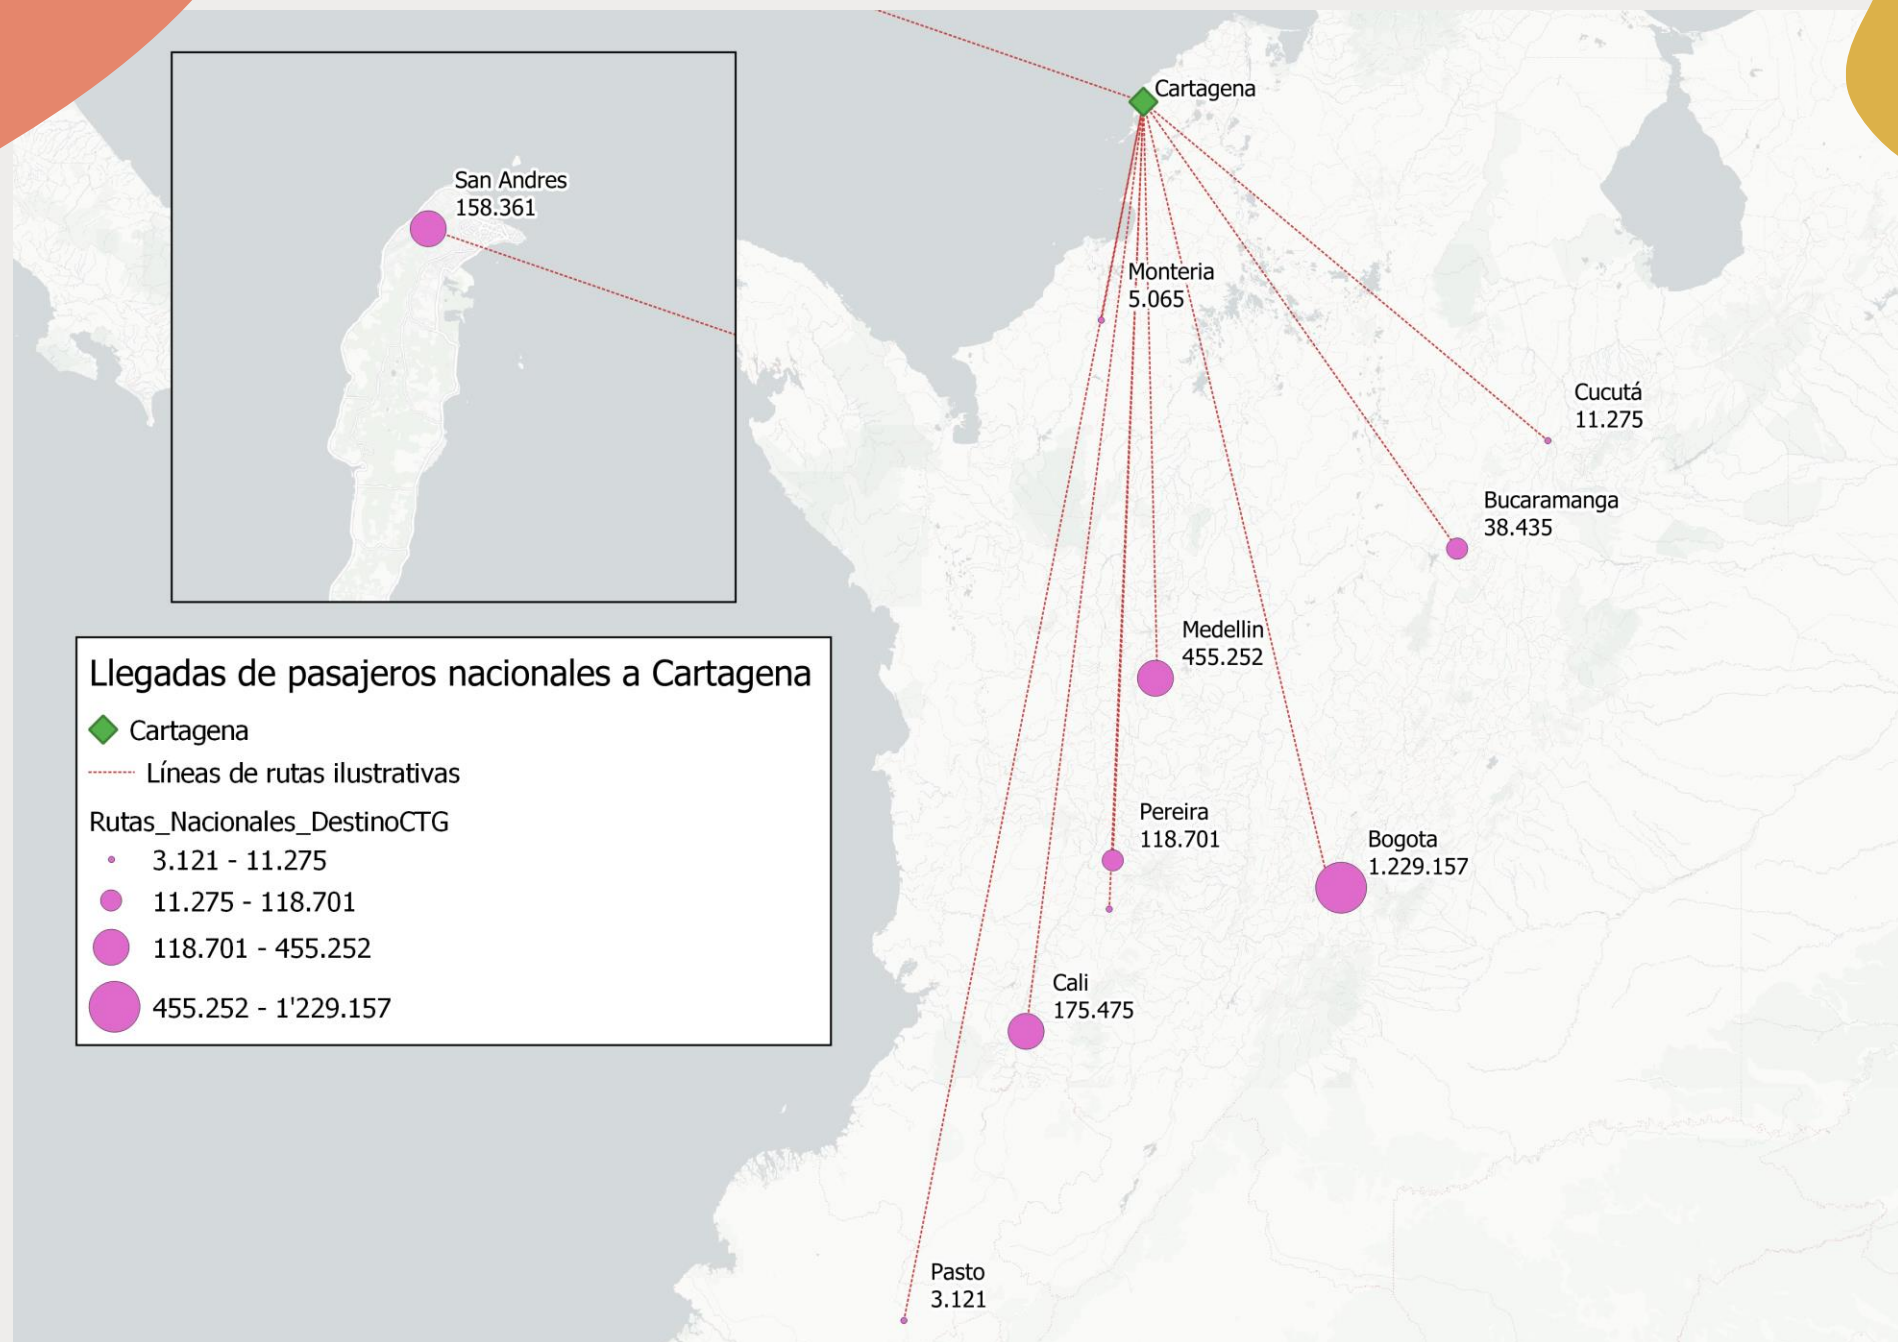 Cartagena
San Andres
158.361
Monteria
5.065
Cucutá
11.275
Bucaramanga
38.435
Medellin
455.252
Llegadas de pasajeros nacionales a Cartagena
Cartagena
Líneas de rutas ilustrativas
Rutas_Nacionales_DestinoCTG
3.121 - 11.275
11.275 - 118.701
118.701 - 455.252
455.252 - 1'229.157
Pereira
118.701
Bogota
1.229.157
Cali
175.475
Pasto
3.121